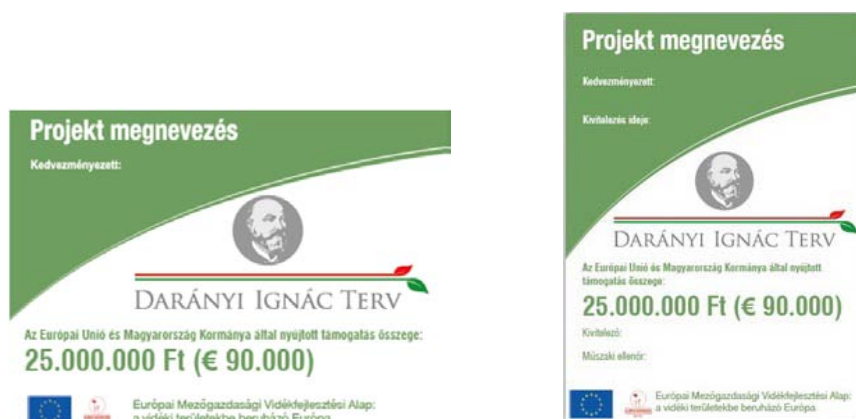 Projekt megnevezés
Kedvezményezett:
DARÁNYI IGNÁC TERV
Az Európai Unió és Magyarország Kormánya által nyújtott támogatás összege:
25.000.000 Ft (€ 90.000)
Európai Mezőgazdasági Vidékfejlesztési Alap:
a vidéki területekbe beruházó Európa
Projekt megnevezés
Kedvezményezett:
Kivitelezés ideje:
DARÁNYI IGNÁC TERV
Az Európai Unió és Magyarország Kormánya által nyújtott
támogatás összege:
25.000.000 Ft (€ 90.000)
Kivitelező:
Műszaki ellenőr:
Európai Mezőgazdasági Vidékfejlesztési Alap:
a vidéki területekbe beruházó Európa